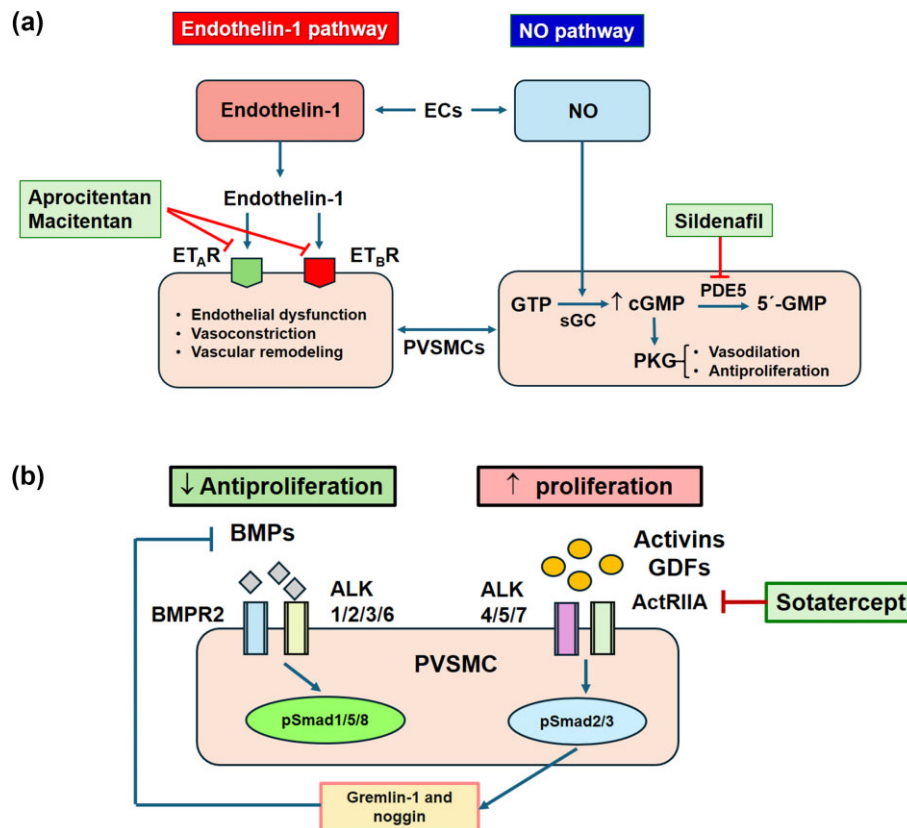 (a)
Endothelin-1 pathway
NO pathway
Endothelin-1
ECs
NO
Aprocitentan
Macitentan
Endothelin-1
Sildenafil
ETAR
ETBR
• Endothelial dysfunction
• Vasoconstriction
• Vascular remodeling
PVSMCs
GTP
sGC
↑ cGMP
PDE5
5´-GMP
PKG
• Vasodilation
• Antiproliferation
(b)
↓ Antiproliferation
↑ proliferation
BMPs
Activins
GDFs
BMPR2
ALK
1/2/3/6
ALK
4/5/7
ActRIIA
Sotatercept
PVSMC
pSmad1/5/8
pSmad2/3
Gremlin-1 and
noggin